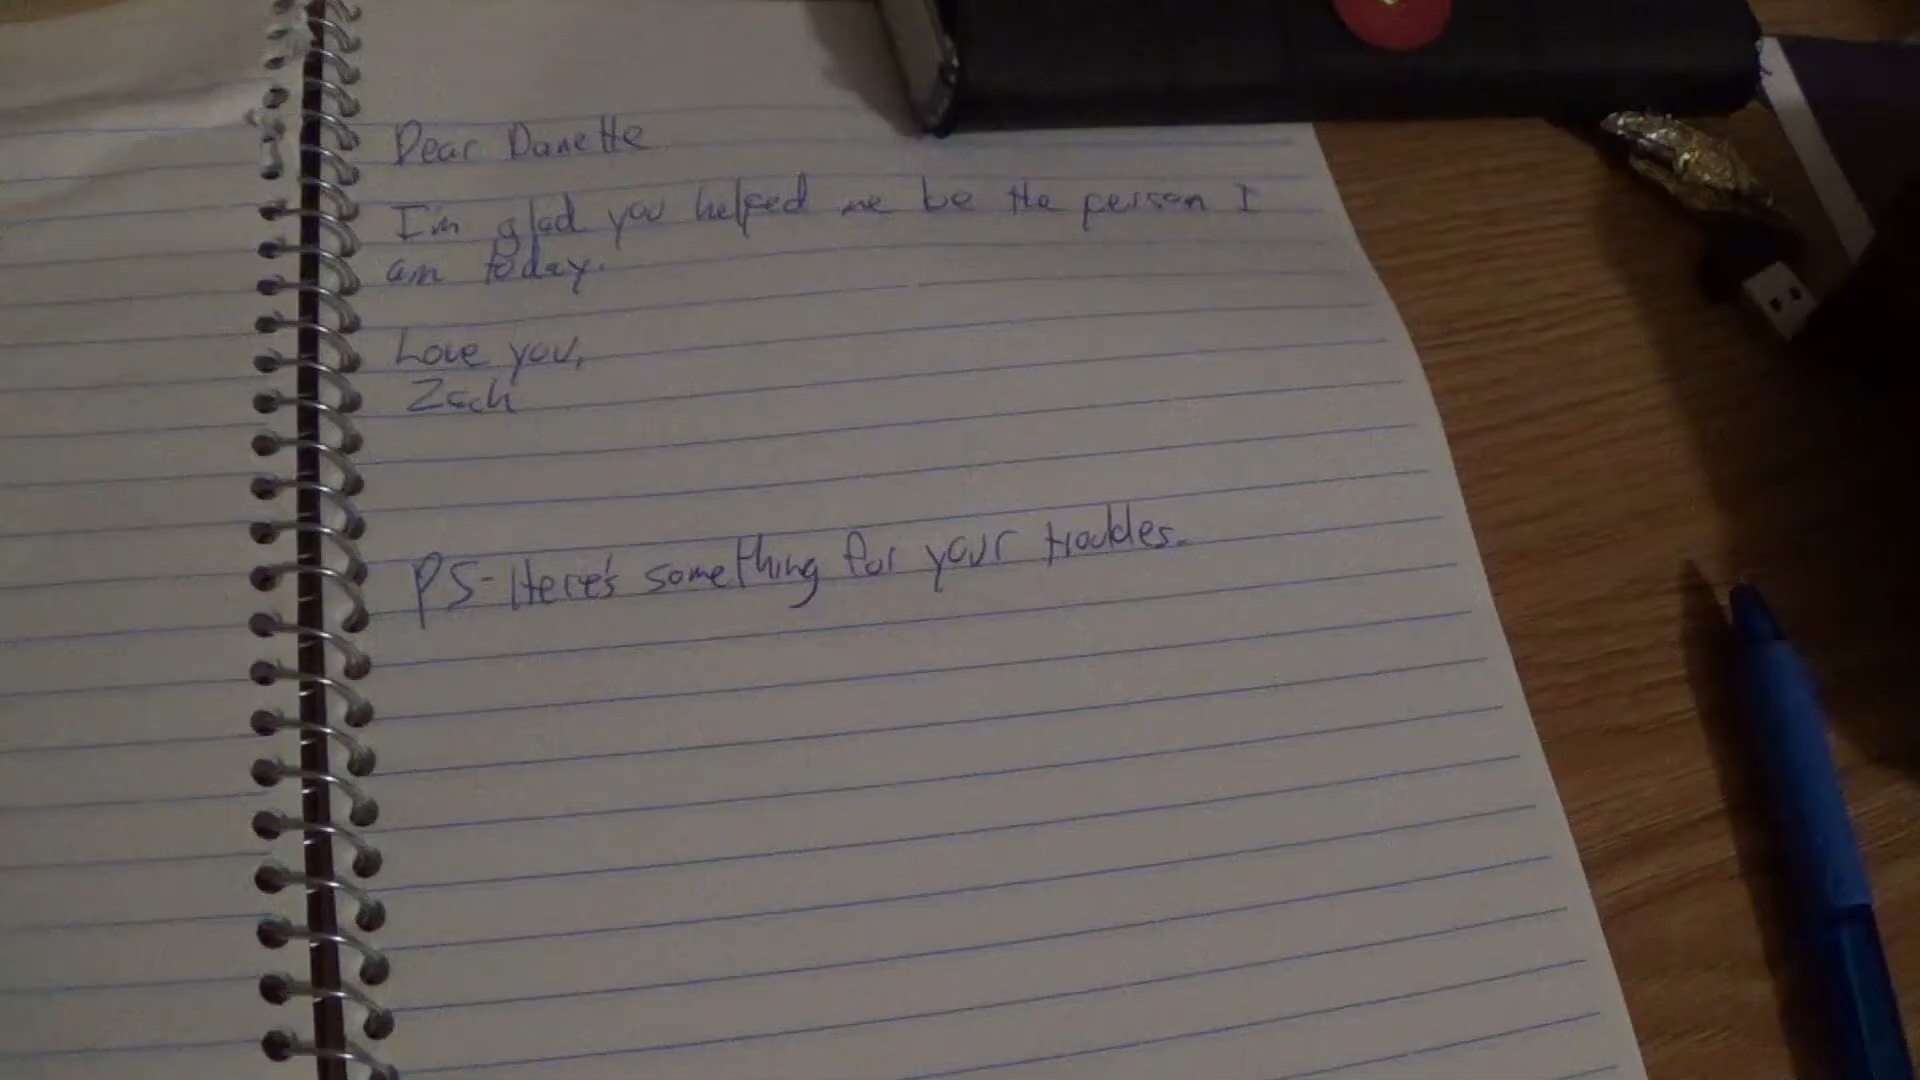 Dear Danette
I'm glad you helped me be the person I
am today.
Love you,
Zach
PS- Here's something for your troubles.